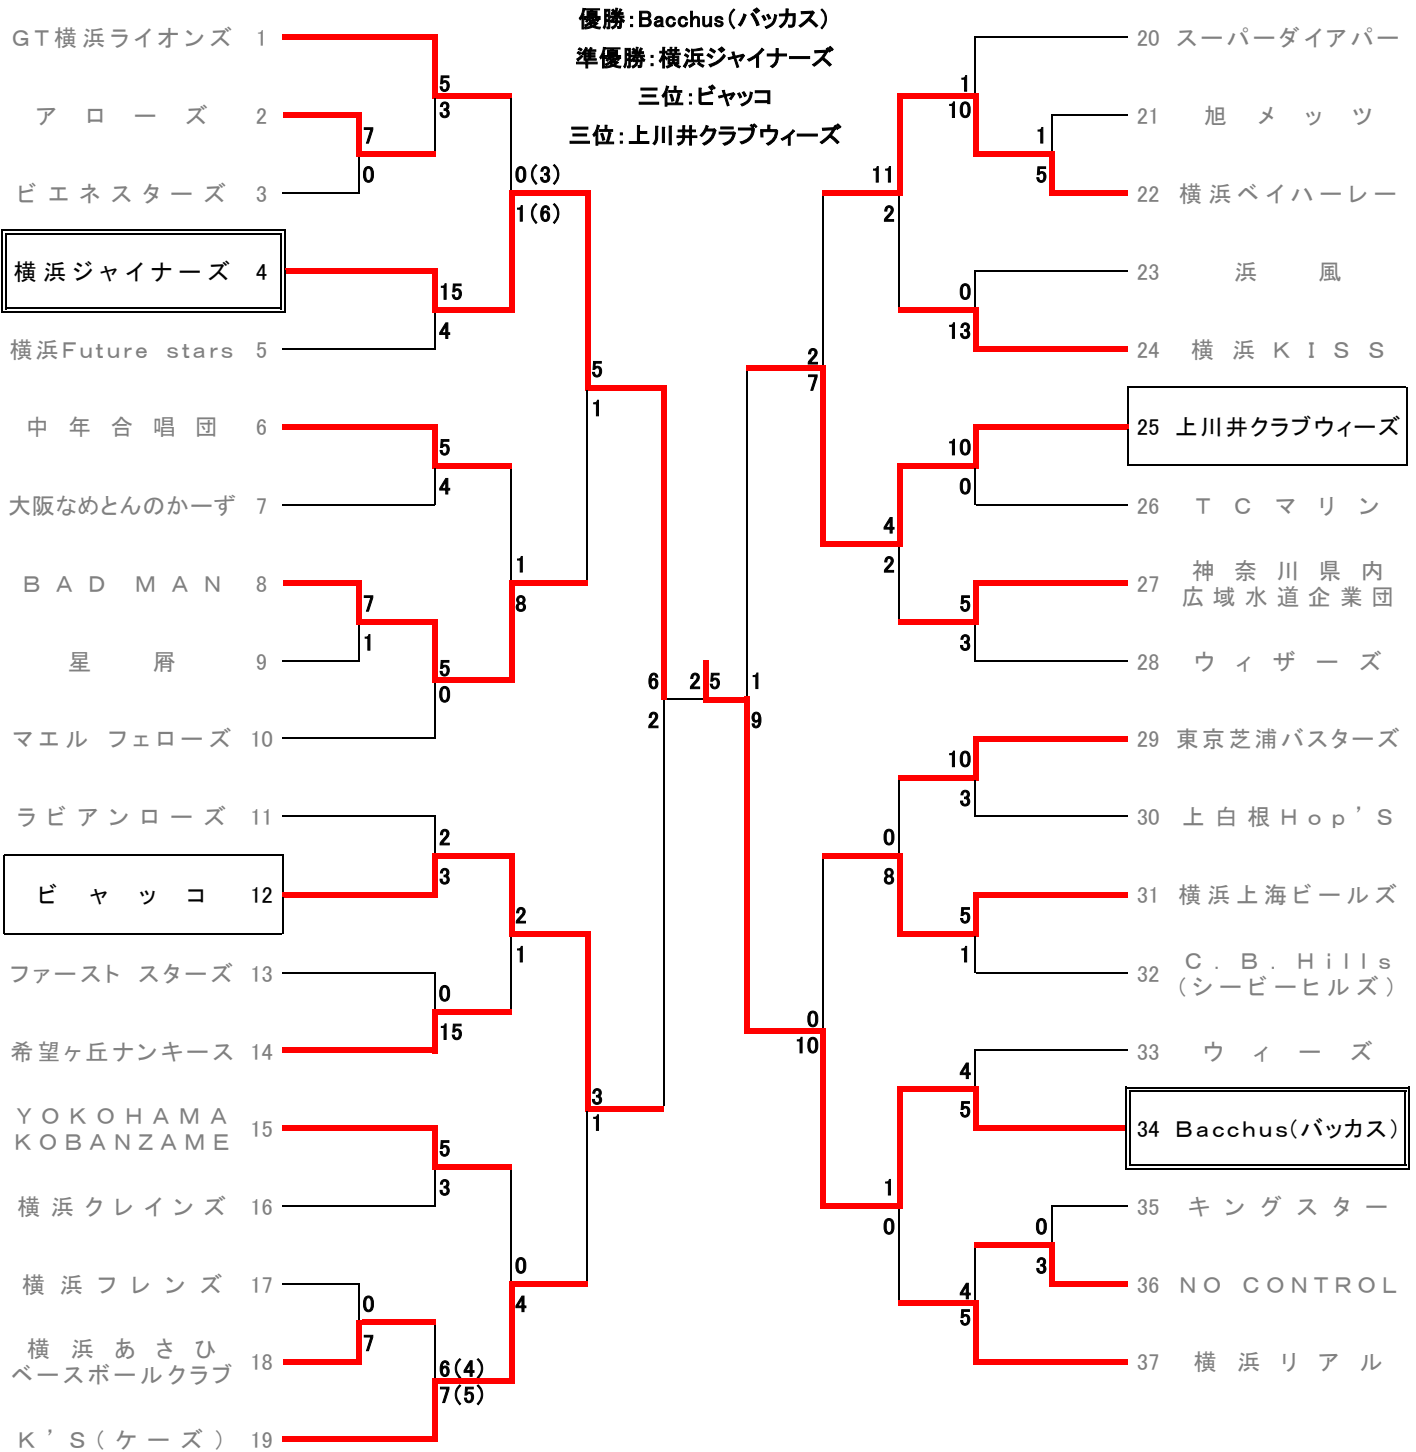 優勝：Bacchus（バッカス）
準優勝：横浜ジャイナーズ
三位：ビャッコ
三位：上川井クラブウィーズ
GT横浜ライオンズ 1
アローズ 2
ビエネスターズ 3
横浜ジャイナーズ 4
横浜Future stars 5
中年合唱団 6
大阪なめとんのかーず 7
BAD MAN 8
星屑 9
マエル フェローズ 10
ラビアンローズ 11
ビャッコ 12
ファースト スターズ 13
希望ヶ丘ナンキース 14
YOKOHAMA
KOBANZAME 15
横浜クレインズ 16
横浜フレンズ 17
横浜あさひ
ベースボールクラブ 18
K'S(ケーズ) 19
5
3
7
0
0(3)
1(6)
15
4
5
1
5
4
1
8
7
1
5
0
6
2
2
3
2
1
0
15
3
1
5
3
0
4
0
7
6(4)
7(5)
2 5
20 スーパーダイアパー
21 旭メッツ
22 横浜ベイハーレー
23 浜風
24 横浜KISS
25 上川井クラブウィーズ
26 TCマリン
27 神奈川県内
広域水道企業団
28 ウィザーズ
29 東京芝浦バスターズ
30 上白根Hop'S
31 横浜上海ビールズ
32 C.B.Hills
(シービーヒルズ)
33 ウィーズ
34 Bacchus(バッカス)
35 キングスター
36 NO CONTROL
37 横浜リアル
1
10
1
5
11
2
0
13
2
7
10
0
4
2
5
3
1
9
10
3
0
8
5
1
0
10
4
5
1
0
0
3
4
5